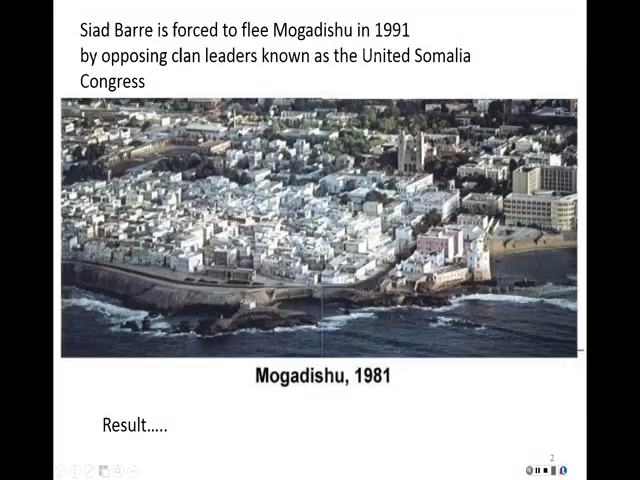 Siad Barre is forced to flee Mogadishu in 1991
by opposing clan leaders known as the United Somalia
Congress
Mogadishu, 1981
Result.....
2